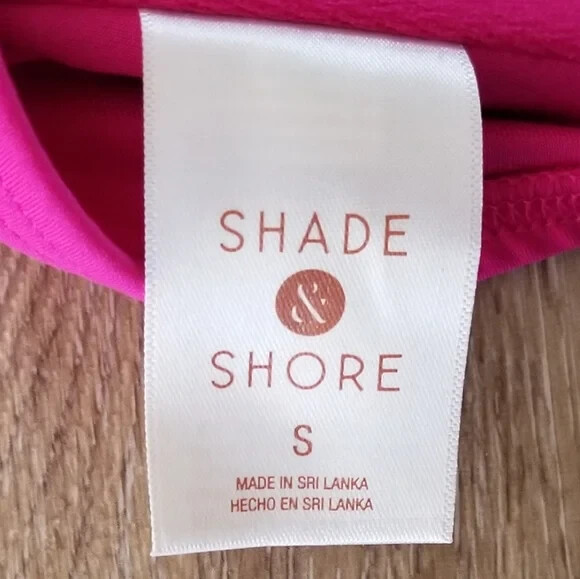 SHADE
&
SHORE
S
MADE IN SRI LANKA
HECHO EN SRI LANKA